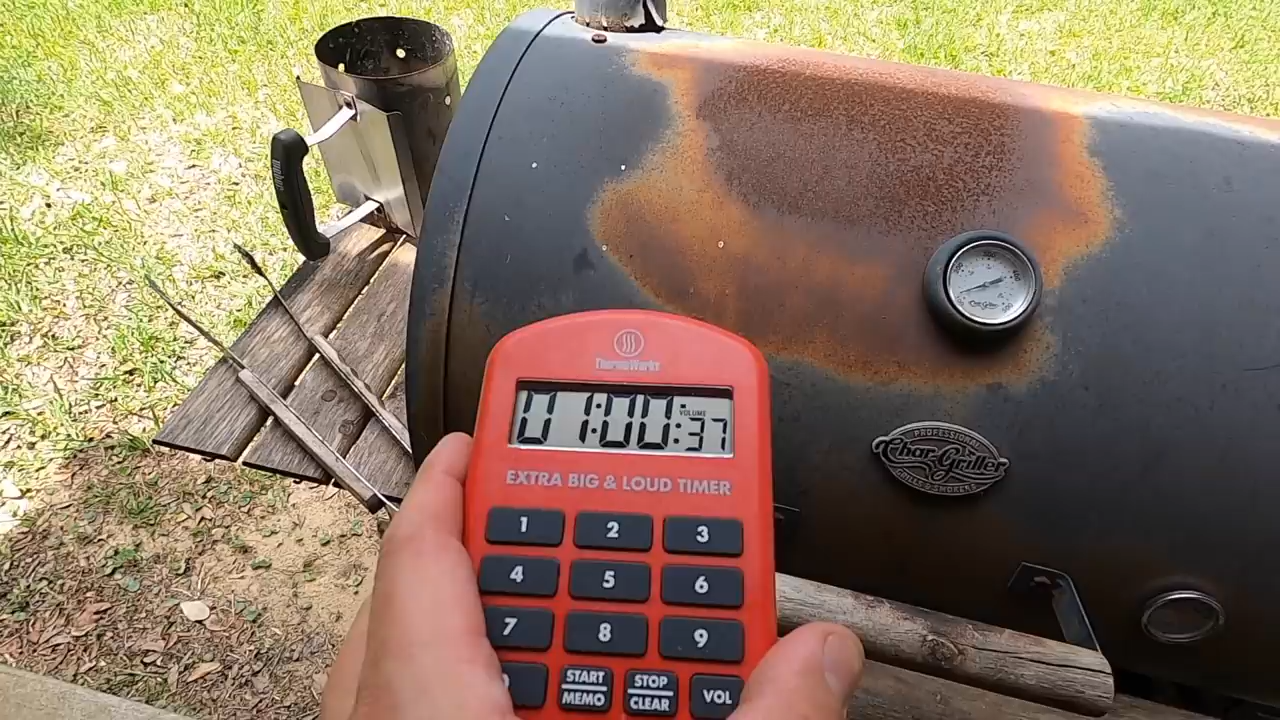 weber
ThermoWorks
VOLUME
01:00:37
EXTRA BIG & LOUD TIMER
1 2 3
4 5 6
7 8 9
START
MEMO
STOP
CLEAR
VOL
PROFESSIONAL
Char-Griller
GRILLS & SMOKERS